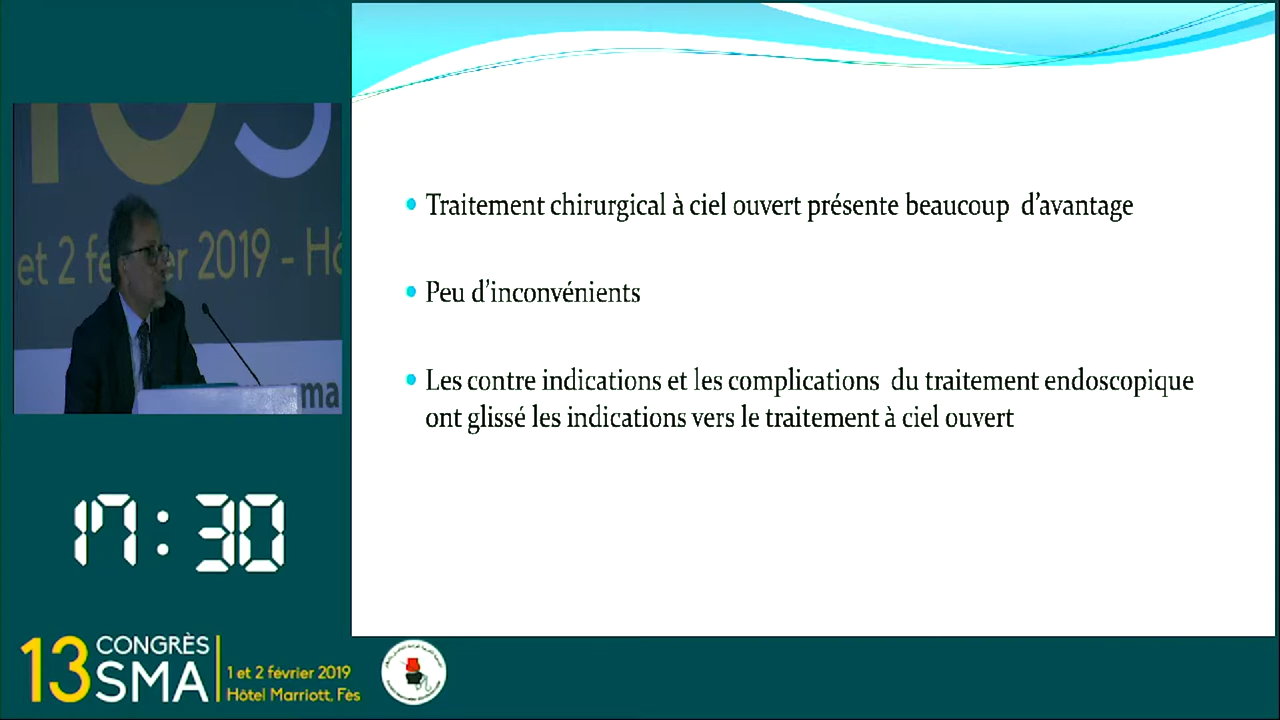 Traitement chirurgical à ciel ouvert présente beaucoup d’avantage
Peu d’inconvénients
Les contre indications et les complications du traitement endoscopique
ont glissé les indications vers le traitement à ciel ouvert
et 2 février 2019 - Hô
ma
17:30
13 CONGRÈS
SMA
1 et 2 février 2019
Hôtel Marriott, Fès